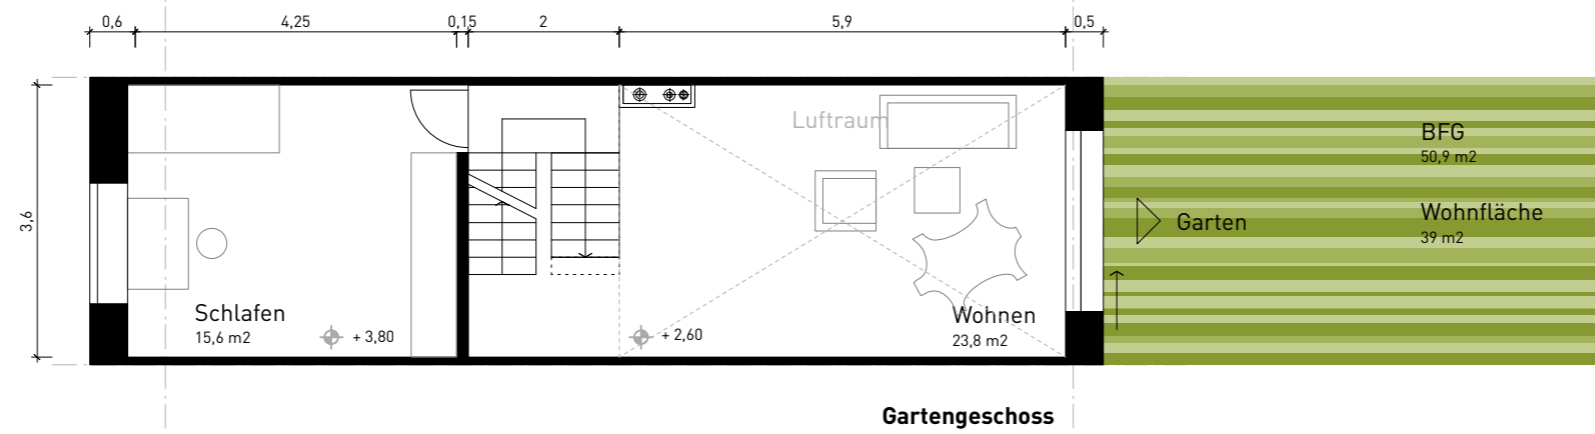 0,6
4,25
0,15
2
5,9
0,5
3,6
Luftraum
BFG
50,9 m2
Wohnfläche
39 m2
Garten
Schlafen
15,6 m2
+ 3,80
+ 2,60
Wohnen
23,8 m2
Gartengeschoss